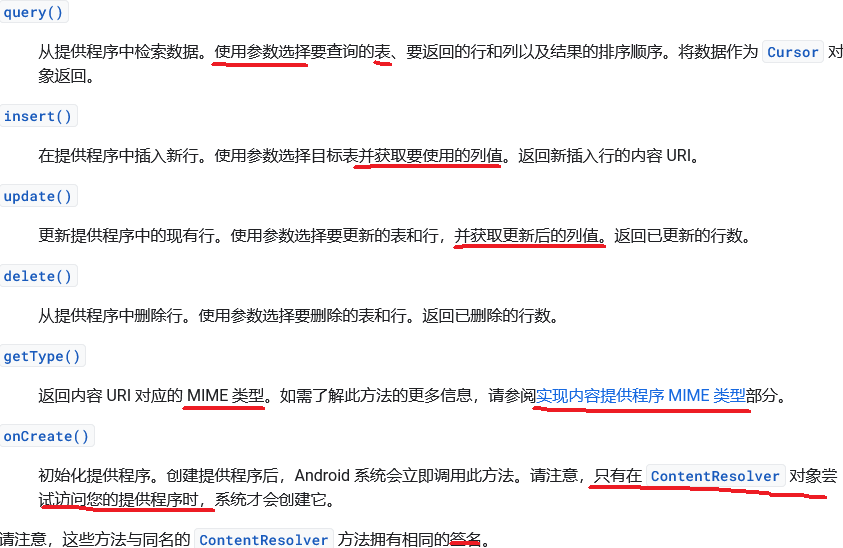 query()
从提供程序中检索数据。使用参数选择要查询的表、要返回的行和列以及结果的排序顺序。将数据作为 Cursor 对
象返回。
insert()
在提供程序中插入新行。使用参数选择目标表并获取要使用的列值。返回新插入行的内容 URI。
update()
更新提供程序中的现有行。使用参数选择要更新的表和行，并获取更新后的列值。返回已更新的行数。
delete()
从提供程序中删除行。使用参数选择要删除的表和行。返回已删除的行数。
getType()
返回内容 URI 对应的 MIME 类型。如需了解此方法的更多信息，请参阅实现内容提供程序 MIME 类型部分。
onCreate()
初始化提供程序。创建提供程序后，Android 系统会立即调用此方法。请注意，只有在 ContentResolver 对象尝
试访问您的提供程序时，系统才会创建它。
请注意，这些方法与同名的 ContentResolver 方法拥有相同的签名。